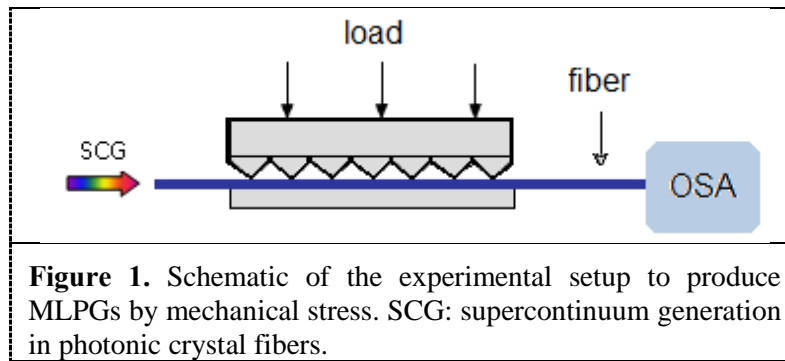 load
fiber
SCG
OSA
Figure 1. Schematic of the experimental setup to produce
MLPGs by mechanical stress. SCG: supercontinuum generation
in photonic crystal fibers.